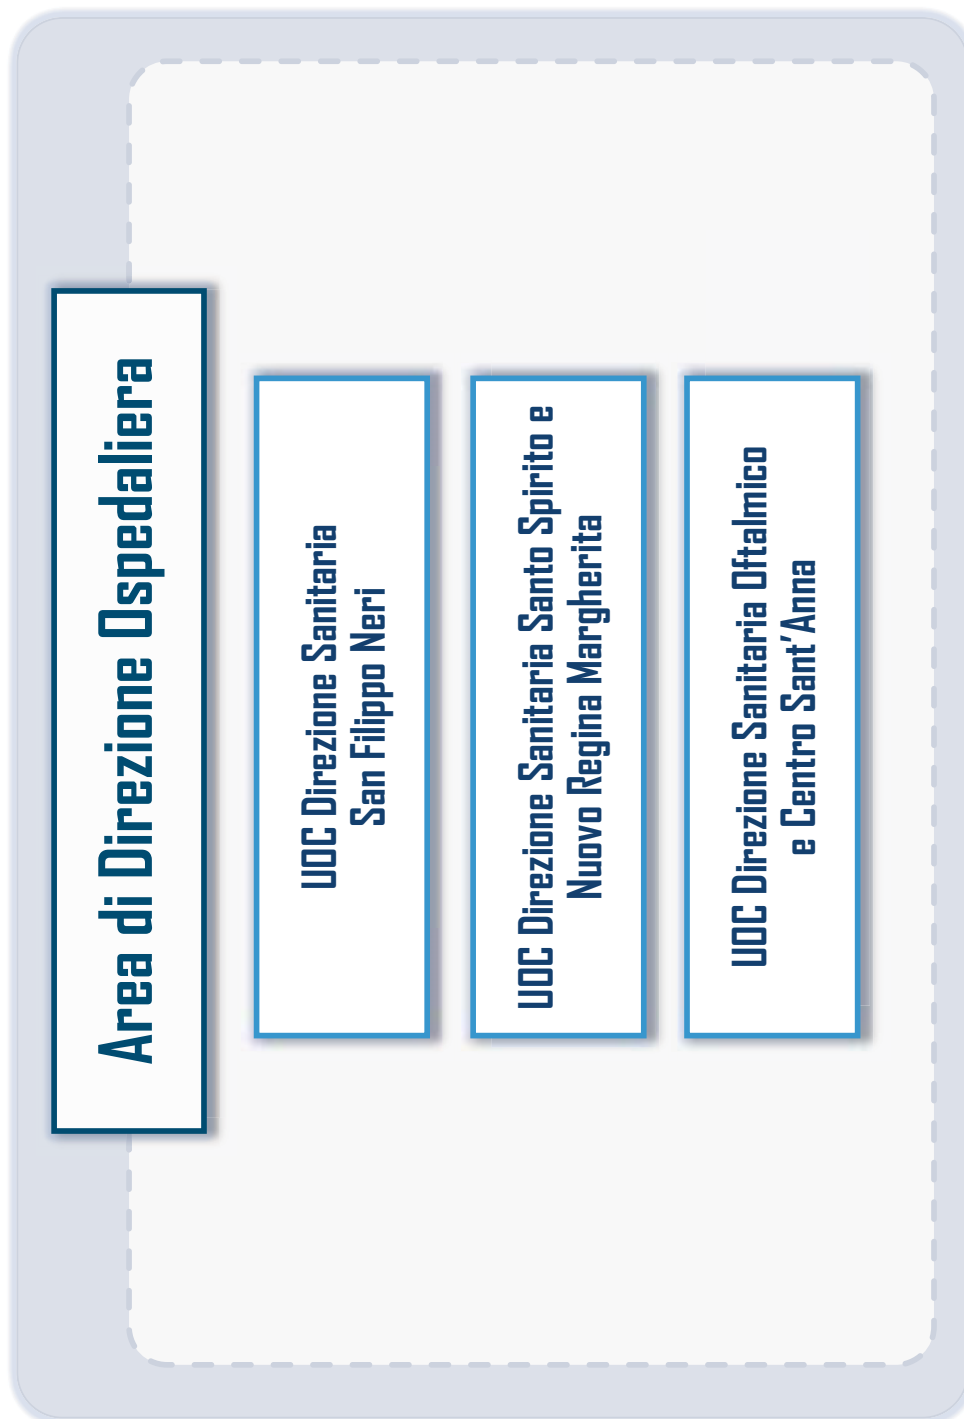 Area di Direzione Ospedaliera
UOC Direzione Sanitaria
San Filippo Neri
UOC Direzione Sanitaria Santo Spirito e
Nuovo Regina Margherita
UOC Direzione Sanitaria Oftalmico
e Centro Sant'Anna